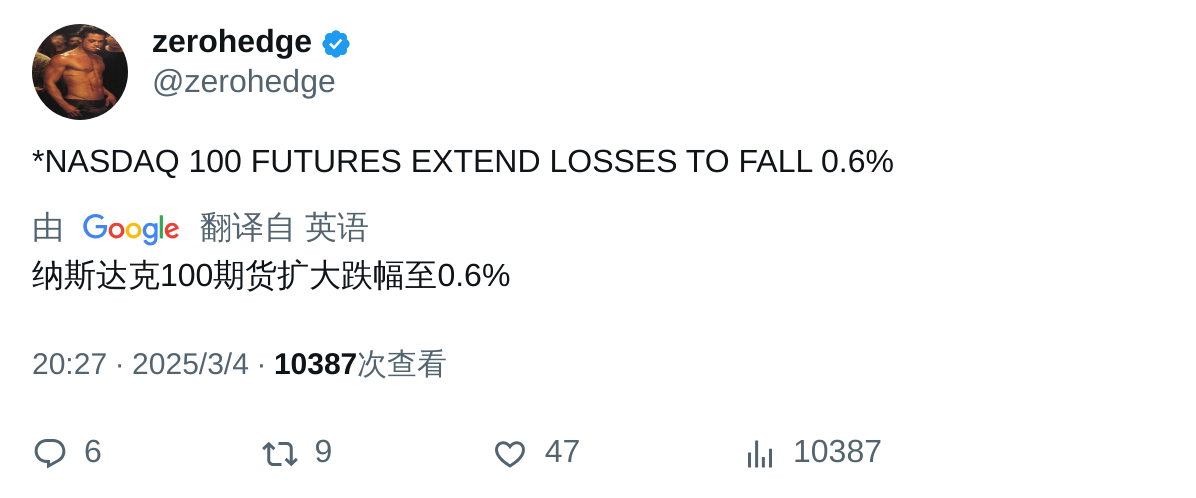 zerohedge
@zerohedge
*NASDAQ 100 FUTURES EXTEND LOSSES TO FALL 0.6%
由 Google 翻译自 英语
纳斯达克100期货扩大跌幅至0.6%
20:27 · 2025/3/4 · 10387次查看
6 9 47 10387